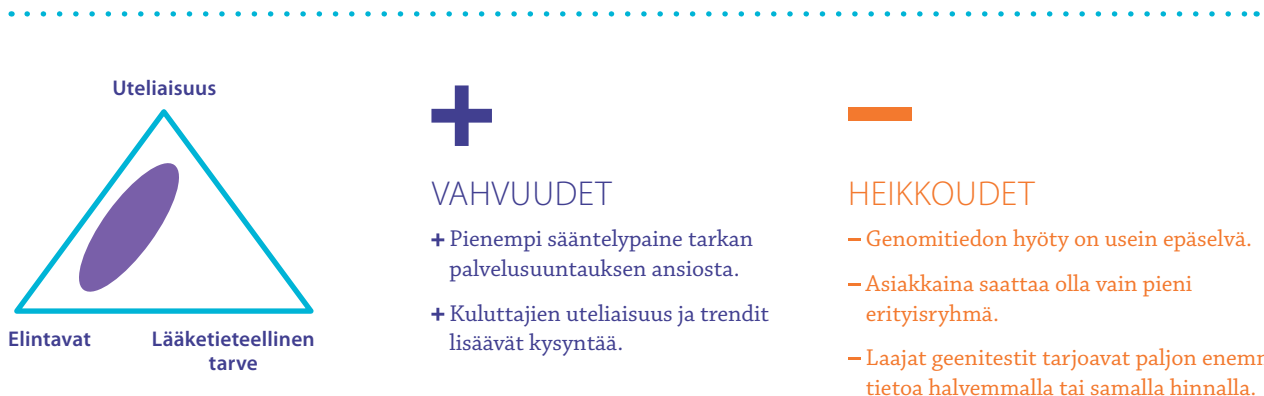 Uteliaisuus
Elintavat
Lääketieteellinen
tarve
VAHVUUDET
+ Pienempi sääntelypaine tarkan
palvelusuuntauksen ansiosta.
+ Kuluttajien uteliaisuus ja trendit
lisäävät kysyntää.
HEIKKOUDET
– Genomitiedon hyöty on usein epäselvä.
– Asiakkaina saattaa olla vain pieni
erityisryhmä.
– Laajat geenitestit tarjoavat paljon
tietoa halvemmalla tai samalla hinnalla.